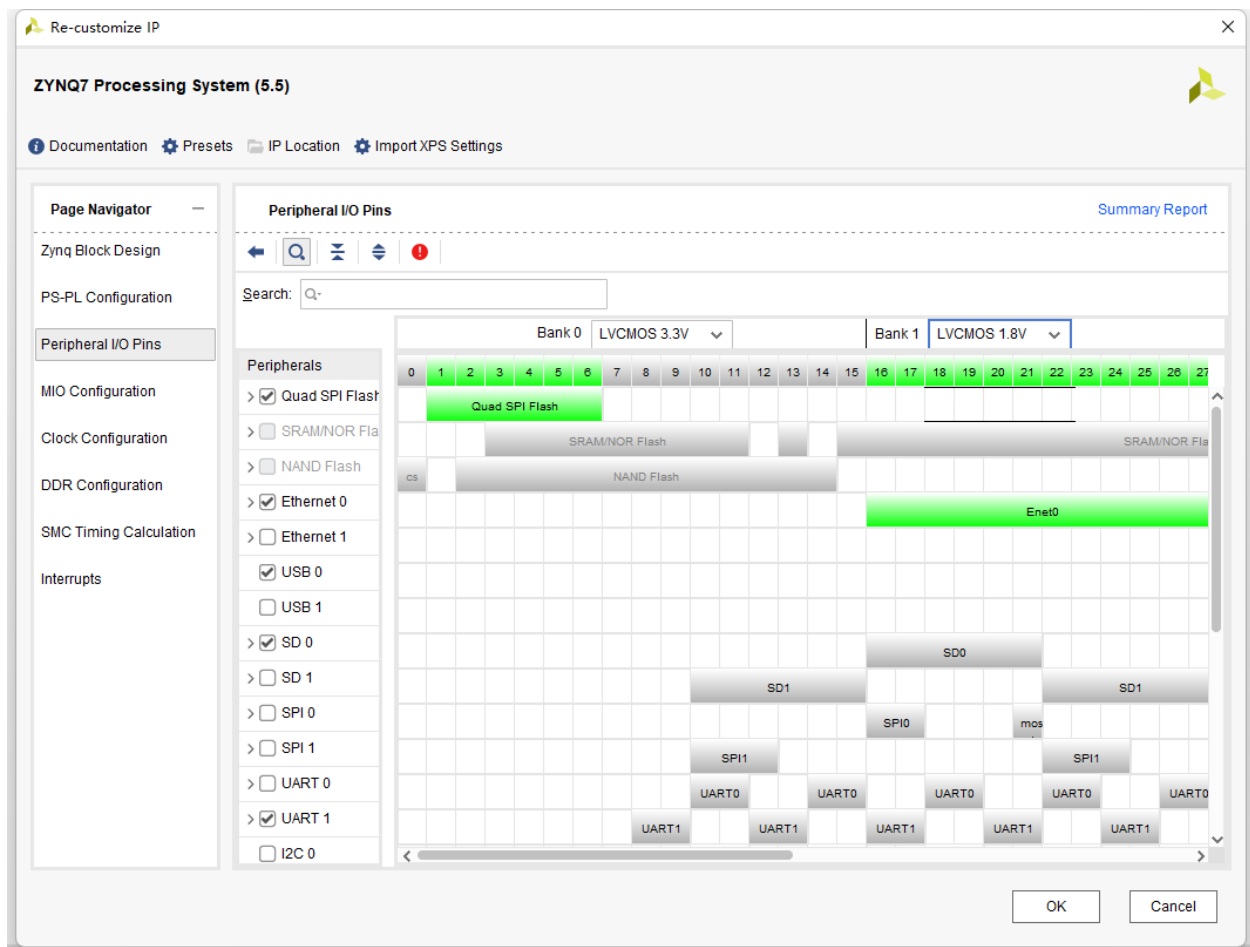 Re-customize IP
ZYNQ7 Processing System (5.5)
Documentation Presets IP Location Import XPS Settings
Page Navigator
Zynq Block Design
PS-PL Configuration
Peripheral I/O Pins
MIO Configuration
Clock Configuration
DDR Configuration
SMC Timing Calculation
Interrupts
Peripheral I/O Pins Summary Report
Search:
Bank 0 LVCMOS 3.3V Bank 1 LVCMOS 1.8V
Peripherals 0 1 2 3 4 5 6 7 8 9 10 11 12 13 14 15 16 17 18 19 20 21 22 23 24 25 26 27
Quad SPI Flash Quad SPI Flash
SRAM/NOR Fla SRAM/NOR Flash SRAM/NOR Fla
NAND Flash cs NAND Flash
Ethernet 0 Enet0
Ethernet 1
USB 0
USB 1
SD 0 SD0
SD 1 SD1 SD1
SPI 0 SPI0 mos
SPI 1 SPI1 SPI1
UART 0 UART0 UART0 UART0 UART0 UART0
UART 1 UART1 UART1 UART1 UART1 UART1
I2C 0
OK Cancel